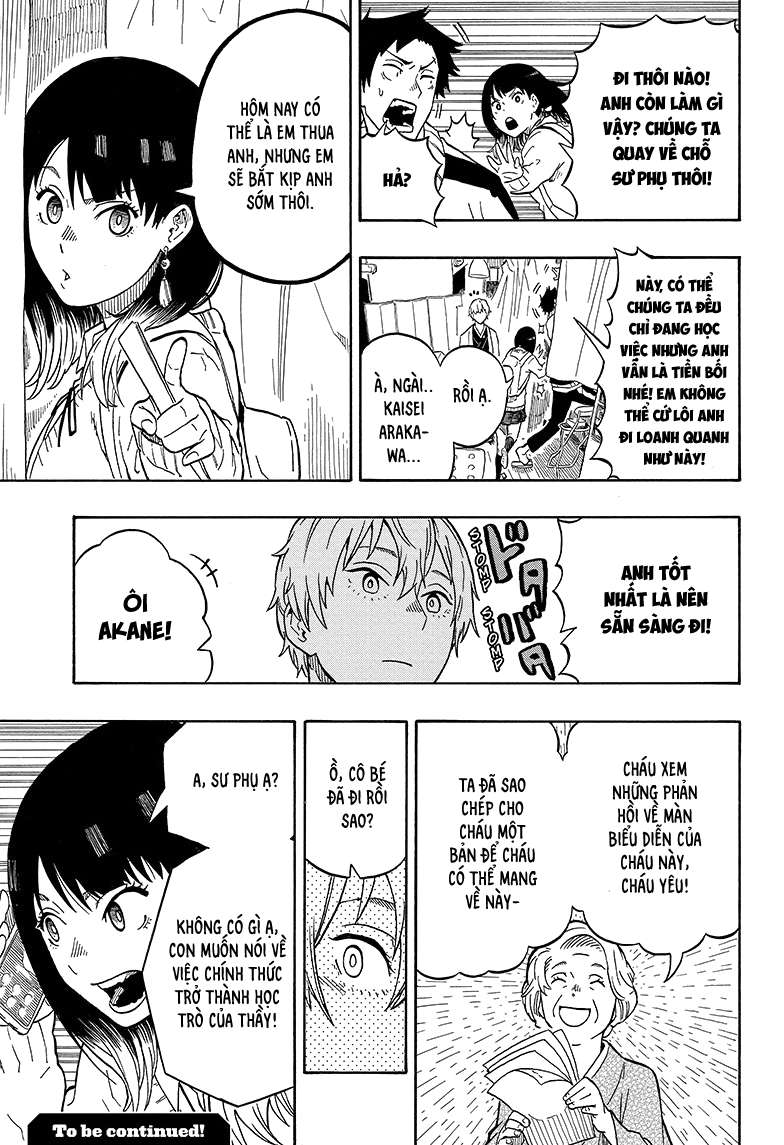 ĐI THÔI NÀO!
ANH CÒN LÀM GÌ
VẬY? CHÚNG TA
QUAY VỀ CHỖ
SƯ PHỤ THÔI!
HẢ?
HÔM NAY CÓ
THỂ LÀ EM THUA
ANH, NHƯNG EM
SẼ BẮT KỊP ANH
SỚM THÔI.
NÀY, CÓ THỂ
CHÚNG TA ĐỀU
CHỈ ĐANG HỌC
VIỆC NHƯNG ANH
VẪN LÀ TIỀN BỐI
NHÉ! EM KHÔNG
THỂ CỨ LÔI ANH
ĐI LOANH QUANH
NHƯ NÀY!
RỒI Ạ.
À, NGÀI..
KAISEI
ARAKA-
WA...
ANH TỐT
NHẤT LÀ NÊN
SẴN SÀNG ĐI!
ドタ
バタ
STOMP
STOMP
STOMP
STOMP
ÔI
AKANE!
CHÁU XEM
NHỮNG PHẢN
HỒI VỀ MÀN
BIỂU DIỄN CỦA
CHÁU NÀY,
CHÁU YÊU!
TA ĐÃ SAO
CHÉP CHO
CHÁU MỘT
BẢN ĐỂ CHÁU
CÓ THỂ MANG
VỀ NÀY-
Ồ, CÔ BÉ
ĐÃ ĐI RỒI
SAO?
A, SƯ PHỤ Ạ?
KHÔNG CÓ GÌ Ạ,
CON MUỐN NÓI VỀ
VIỆC CHÍNH THỨC
TRỞ THÀNH HỌC
TRÒ CỦA THẦY!
To be continued!